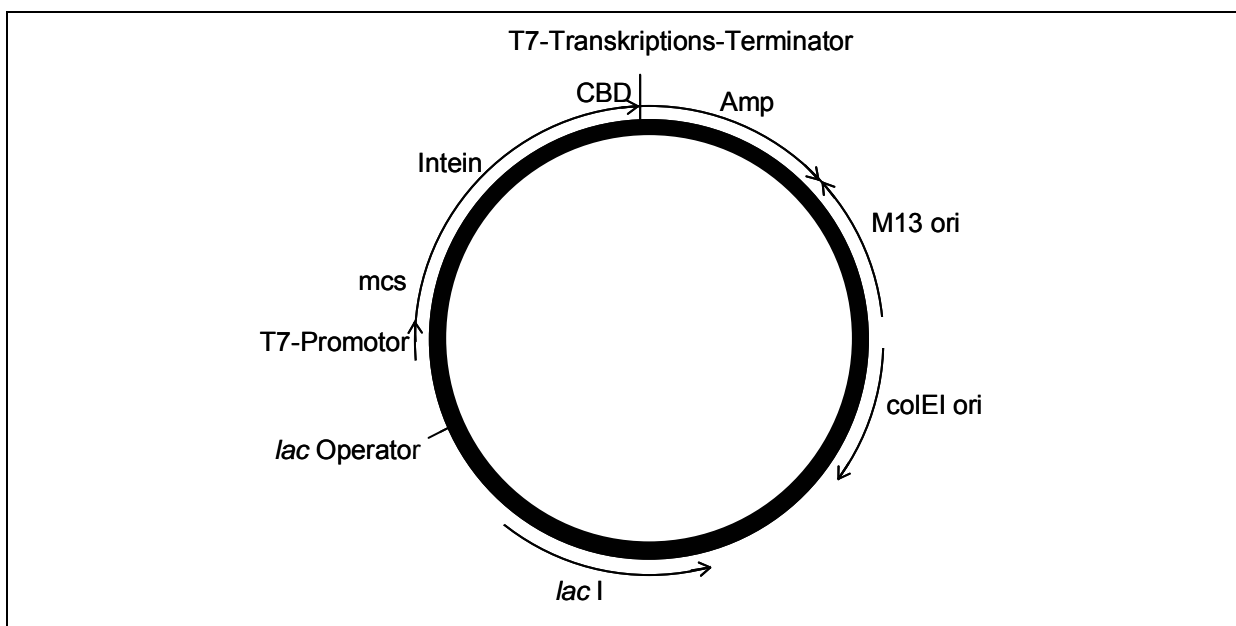 T7-Transkriptions-Terminator
CBD
Amp
Intein
M13 ori
mcs
T7-Promotor
colEI ori
lac Operator
lac I